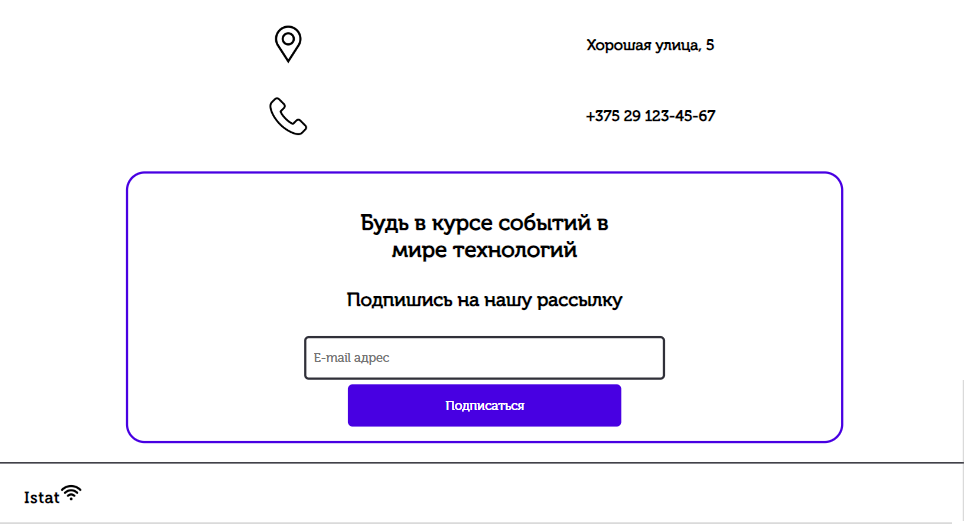 Хорошая улица, 5
+375 29 123-45-67
Будь в курсе событий в
мире технологий
Подпишись на нашу рассылку
E-mail адрес
Подписаться
Istat